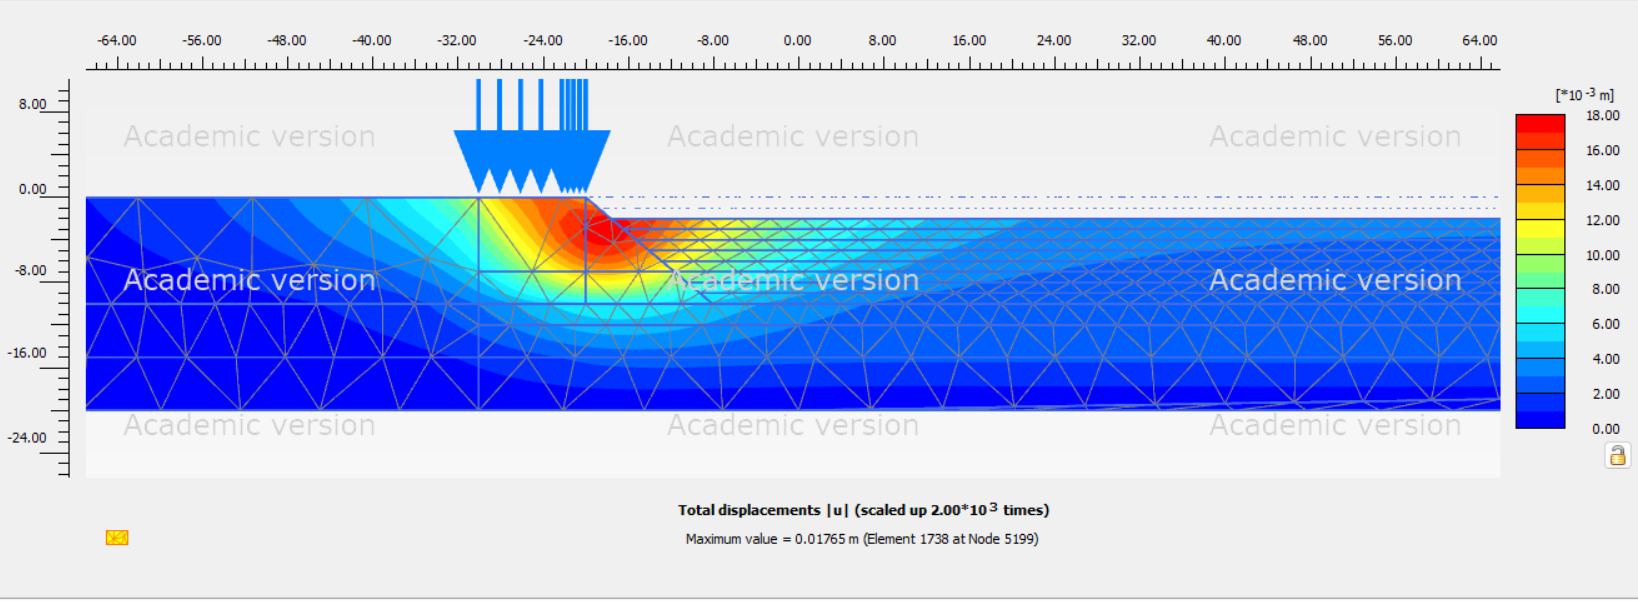 -64.00 -56.00 -48.00 -40.00 -32.00 -24.00 -16.00 -8.00 0.00 8.00 16.00 24.00 32.00 40.00 48.00 56.00 64.00
[*10 -3 m]
8.00
18.00
Academic version Academic version Academic version
16.00
0.00
14.00
12.00
10.00
-8.00
Academic version Academic version Academic version
8.00
6.00
-16.00
4.00
2.00
Academic version Academic version Academic version
0.00
-24.00
Total displacements |u| (scaled up 2.00*10 3 times)
Maximum value = 0.01765 m (Element 1738 at Node 5199)